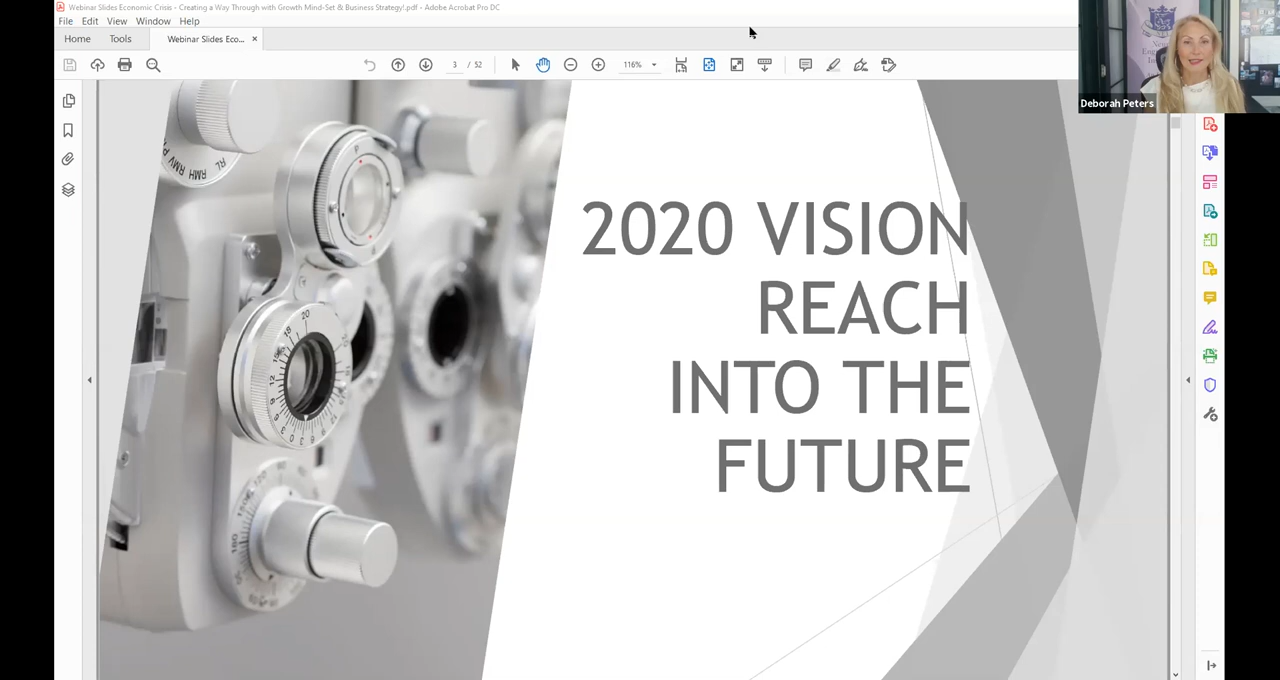 Webinar Slides Economic Crisis - Creating a Way Through with Growth Mind-Set & Business Strategy!.pdf - Adobe Acrobat Pro DC
File Edit View Window Help
Home Tools Webinar Slides Eco... ×
3 / 52 116%
Deborah Peters
2020 VISION
REACH
INTO THE
FUTURE